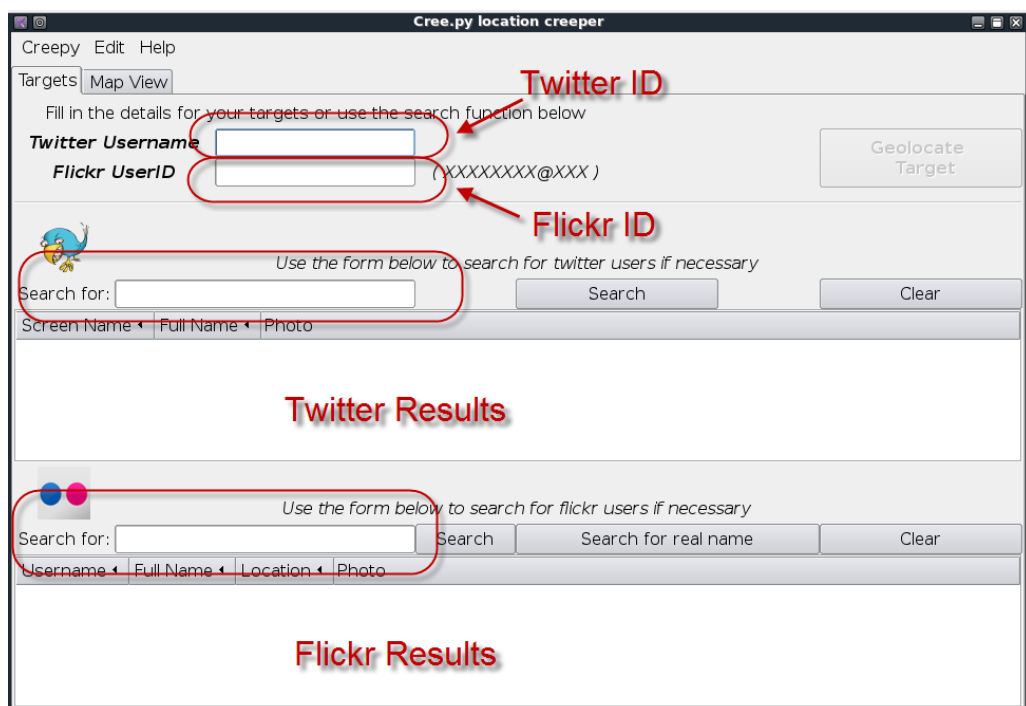 Cree.py location creeper
Creepy Edit Help
Targets Map View
Twitter ID
Fill in the details for your targets or use the search function below
Twitter Username
Flickr UserID (XXXXXXXX@XXX )
Geolocate
Target
Flickr ID
Use the form below to search for twitter users if necessary
Search for: Search Clear
Screen Name Full Name Photo
Twitter Results
Use the form below to search for flickr users if necessary
Search for: Search Search for real name Clear
Username Full Name Location Photo
Flickr Results